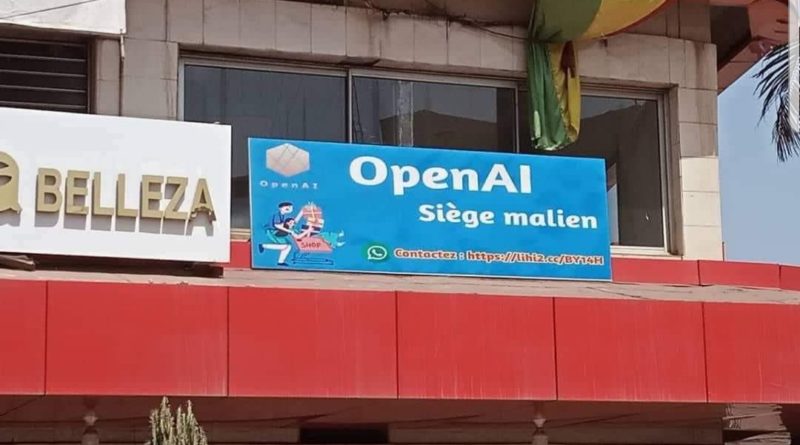 BELLEZA
OpenAI
OpenAI
Siège malien
SHOP
Contactez : https://lihi2.cc/BY14H